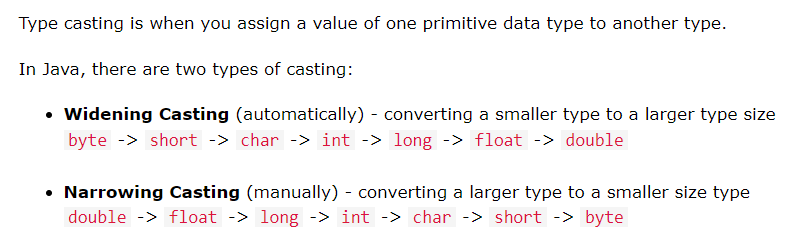 Type casting is when you assign a value of one primitive data type to another type.
In Java, there are two types of casting:
• Widening Casting (automatically) - converting a smaller type to a larger type size
byte -> short -> char -> int -> long -> float -> double
• Narrowing Casting (manually) - converting a larger type to a smaller size type
double -> float -> long -> int -> char -> short -> byte